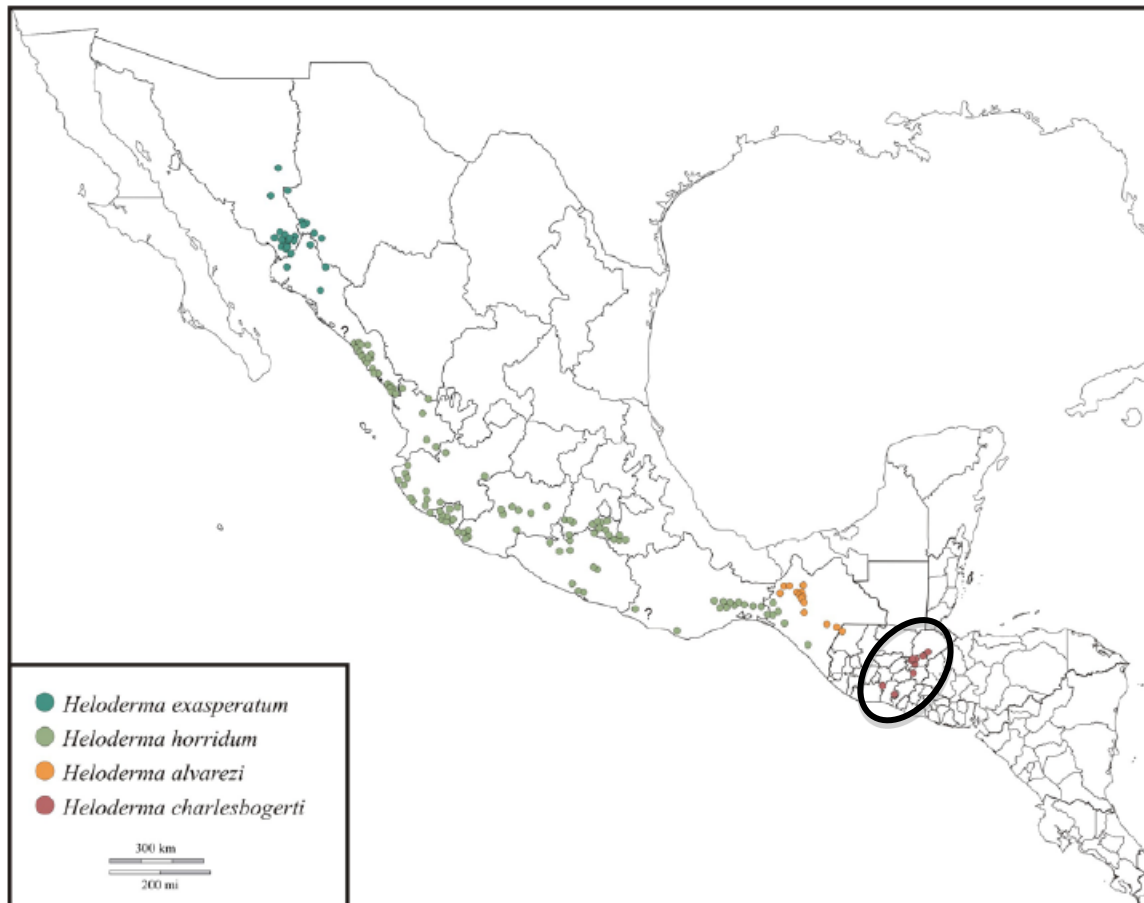 ?
?
Heloderma exasperatum
Heloderma horridum
Heloderma alvarezi
Heloderma charlesbogerti
300 km
200 mi